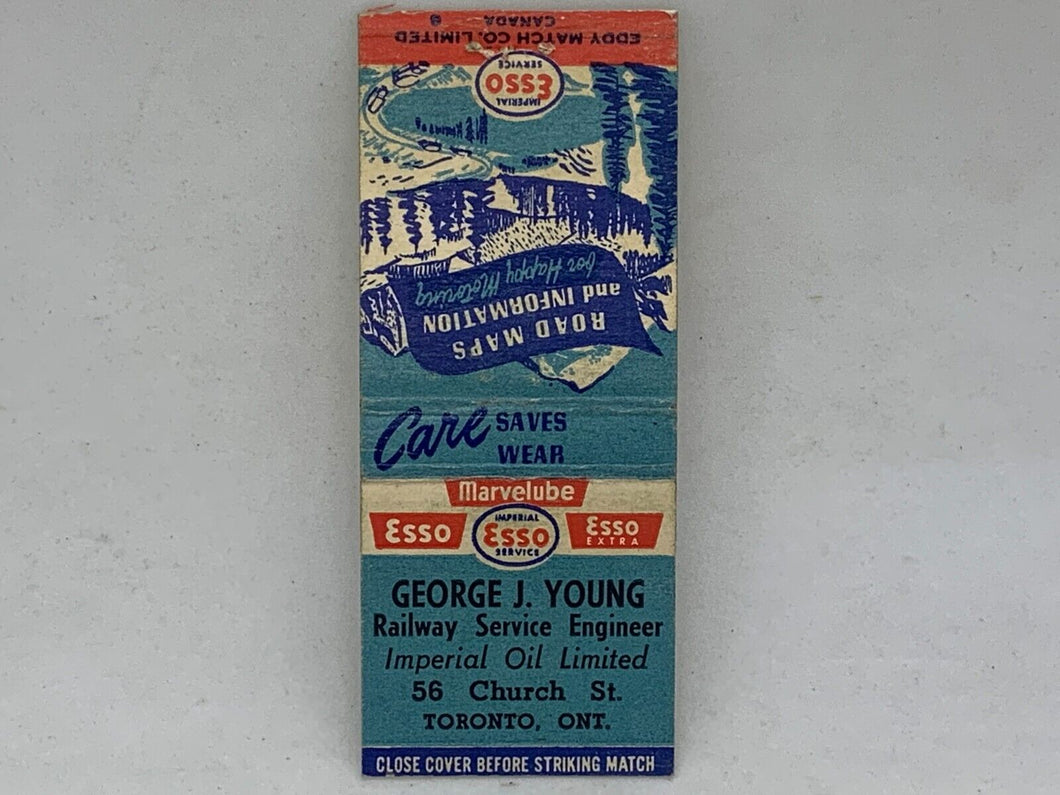 EDDY MATCH CO. LIMITED
CANADA
IMPERIAL
Esso
SERVICE
ROAD MAPS
and INFORMATION
for Happy Motoring
Care SAVES
WEAR
Marvelube
Esso
IMPERIAL
Esso
SERVICE
Esso
EXTRA
GEORGE J. YOUNG
Railway Service Engineer
Imperial Oil Limited
56 Church St.
TORONTO, ONT.
CLOSE COVER BEFORE STRIKING MATCH